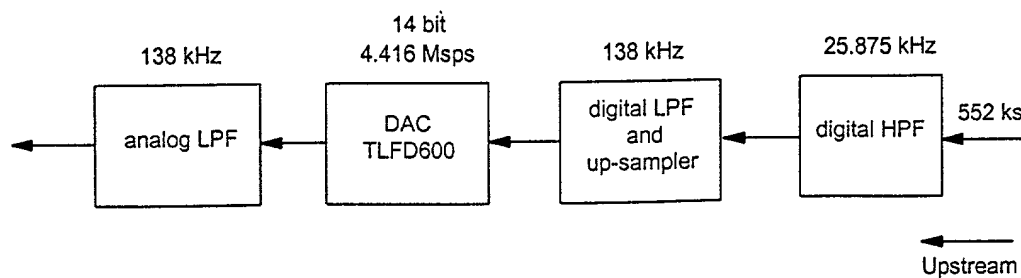 14 bit
138 kHz
4.416 Msps
138 kHz
25.875 kHz
analog LPF
DAC
TLFD600
digital LPF
and
up-sampler
digital HPF
552 ks
Upstream